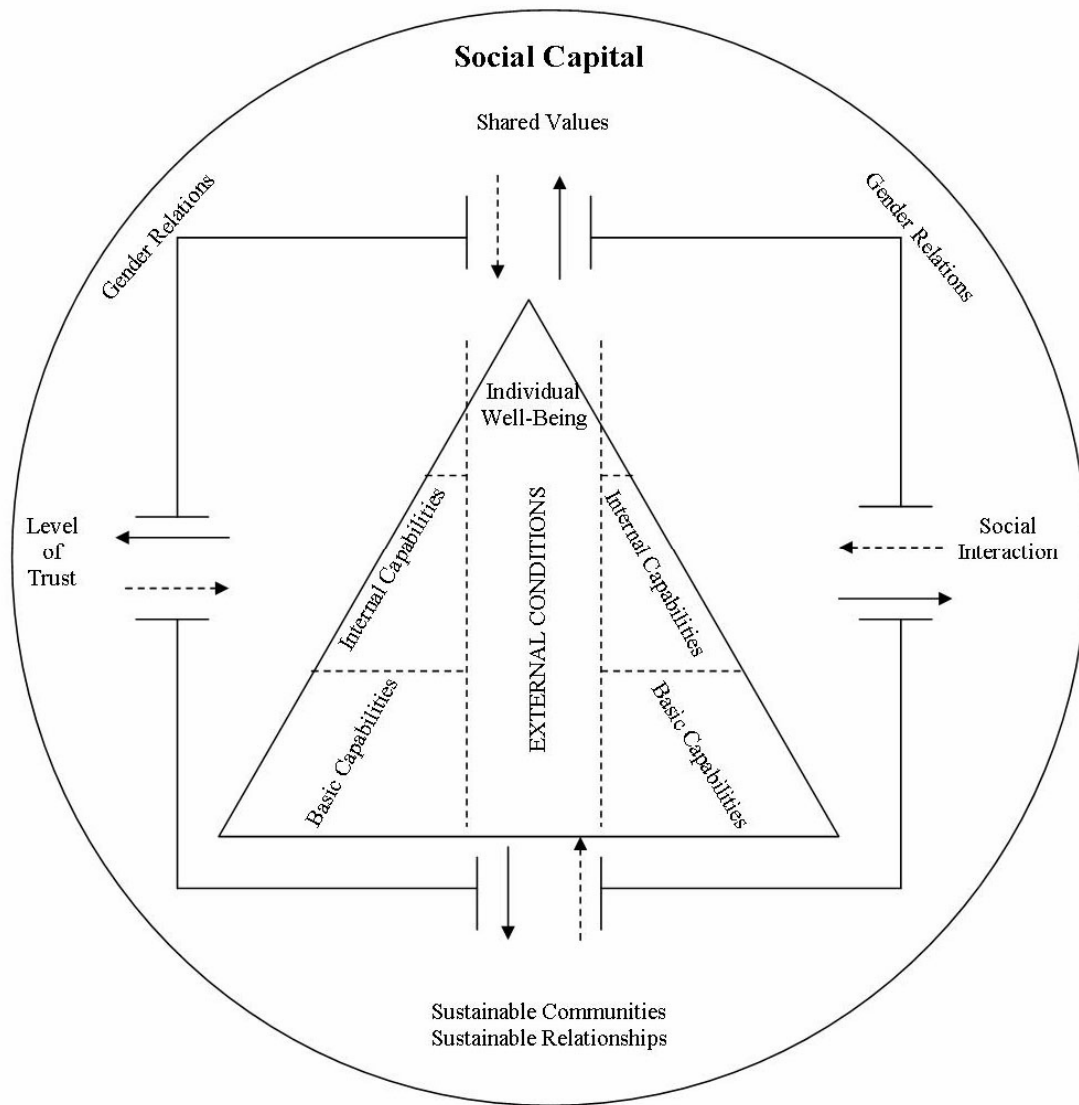 Social Capital
Shared Values
Gender Relations
Gender Relations
Individual
Well-Being
Level
of
Trust
Internal Capabilities
EXTERNAL CONDITIONS
Internal Capabilities
Social
Interaction
Basic Capabilities
Basic Capabilities
Sustainable Communities
Sustainable Relationships